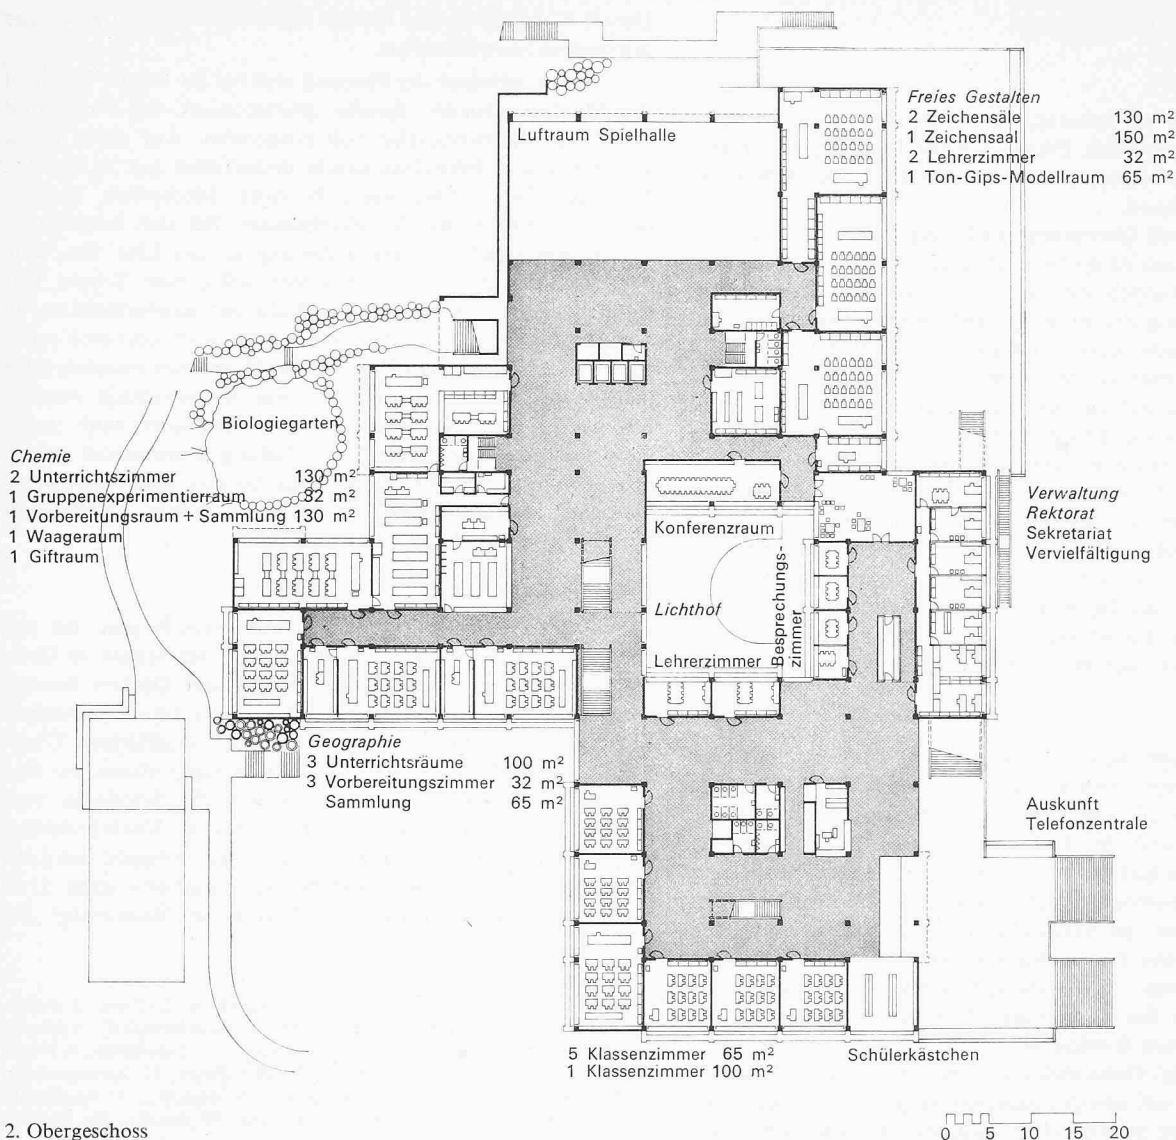 Luftraum Spielhalle
Freies Gestalten
2 Zeichensäle 130 m²
1 Zeichensaal 150 m²
2 Lehrerzimmer 32 m²
1 Ton-Gips-Modellraum 65 m²
Biologiegarten
Chemie
2 Unterrichtszimmer 130 m²
1 Gruppenexperimentierraum 32 m²
1 Vorbereitungsraum + Sammlung 130 m²
1 Waageraum
1 Giftraum
Konferenzraum
Lichthof
Besprechungs-
zimmer
Lehrerzimmer
Verwaltung
Rektorat
Sekretariat
Vervielfältigung
Geographie
3 Unterrichtsräume 100 m²
3 Vorbereitungszimmer 32 m²
Sammlung 65 m²
Auskunft
Telefonzentrale
5 Klassenzimmer 65 m²
1 Klassenzimmer 100 m²
Schülerkästchen
2. Obergeschoss
0 5 10 15 20